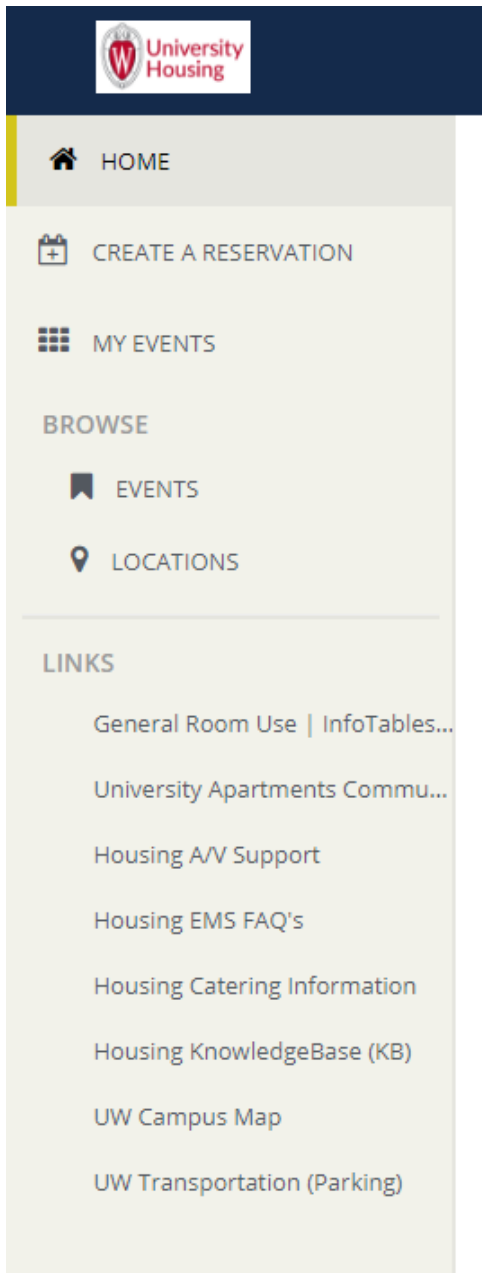 University
Housing
HOME
CREATE A RESERVATION
MY EVENTS
BROWSE
EVENTS
LOCATIONS
LINKS
General Room Use | InfoTables...
University Apartments Commu...
Housing A/V Support
Housing EMS FAQ's
Housing Catering Information
Housing KnowledgeBase (KB)
UW Campus Map
UW Transportation (Parking)